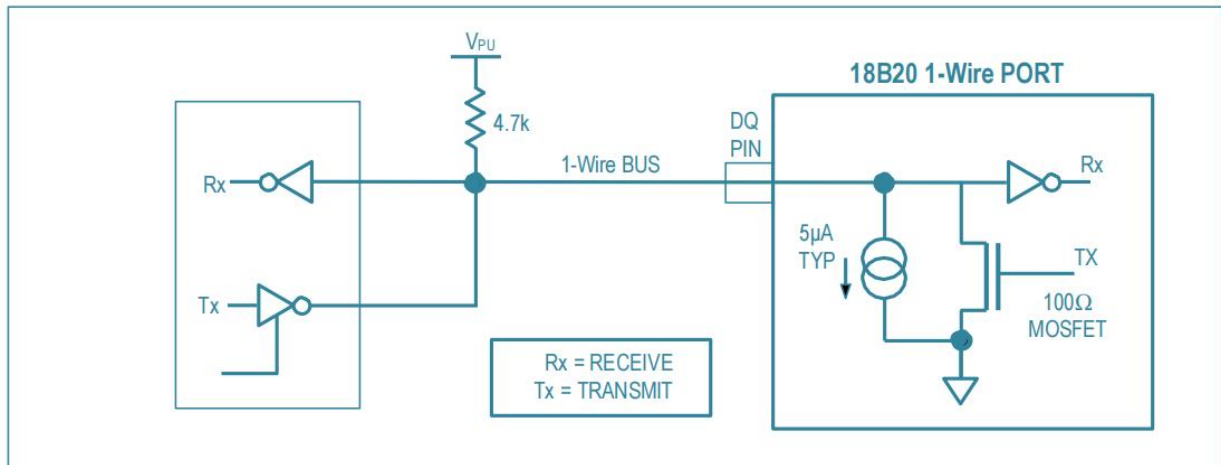 VPU
4.7k
Rx
1-Wire BUS
Tx
Rx = RECEIVE
Tx = TRANSMIT
18B20 1-Wire PORT
DQ
PIN
Rx
5µA
TYP
TX
100Ω
MOSFET